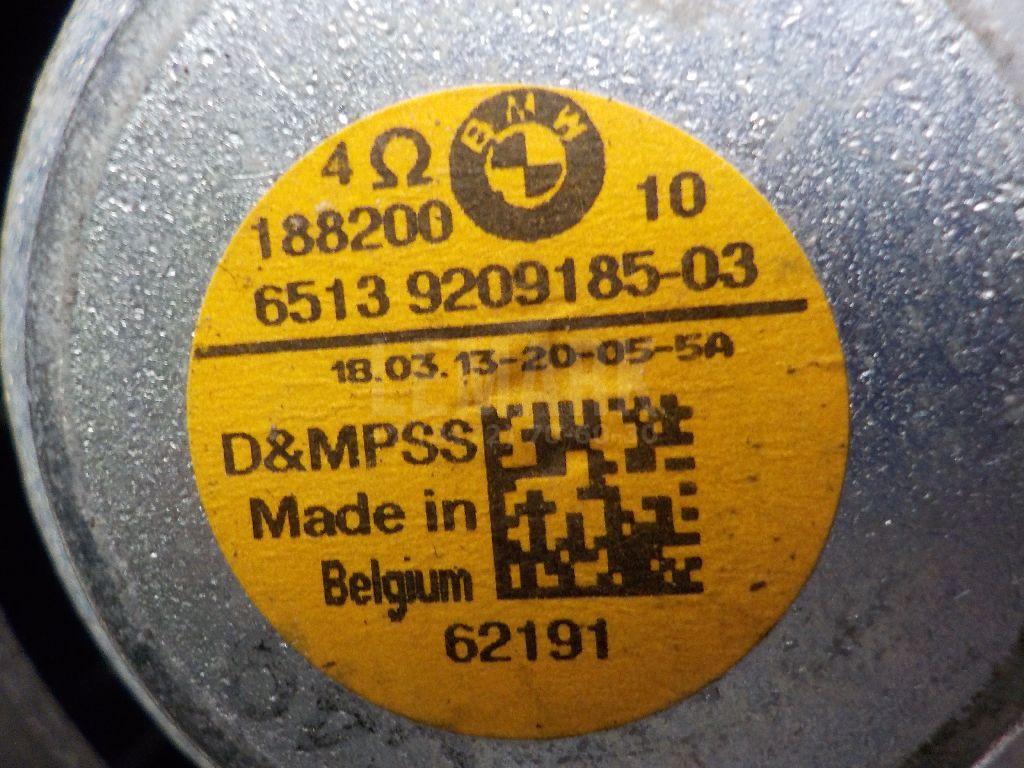 BMW
4 Ω
188200 10
6513 9209185-03
18.03.13-20-05-5A
D&MPSS
Made in
Belgium
62191